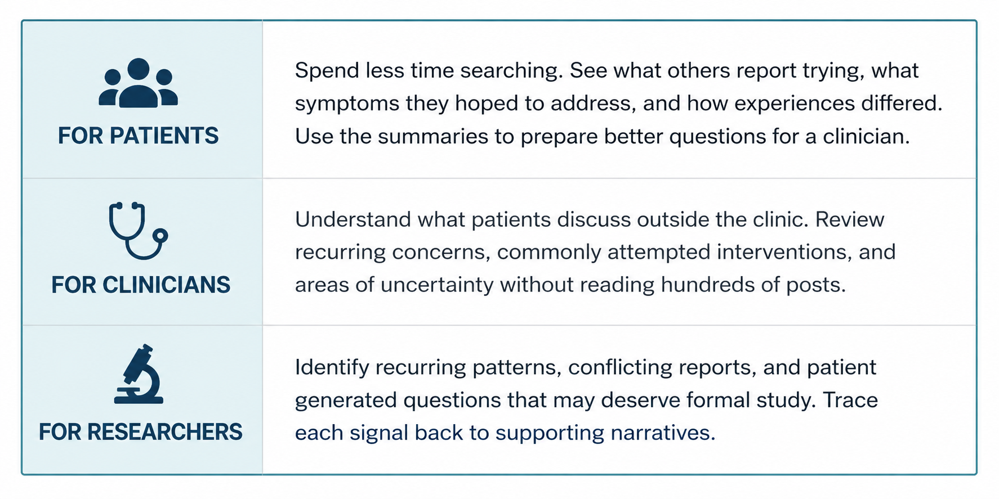 FOR PATIENTS
Spend less time searching. See what others report trying, what
symptoms they hoped to address, and how experiences differed.
Use the summaries to prepare better questions for a clinician.
FOR CLINICIANS
Understand what patients discuss outside the clinic. Review
recurring concerns, commonly attempted interventions, and
areas of uncertainty without reading hundreds of posts.
FOR RESEARCHERS
Identify recurring patterns, conflicting reports, and patient
generated questions that may deserve formal study. Trace
each signal back to supporting narratives.